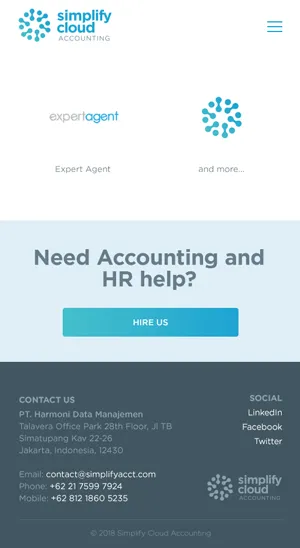 simplify
cloud
ACCOUNTING
expertagent
Expert Agent
and more...
Need Accounting and
HR help?
HIRE US
CONTACT US
PT. Harmoni Data Manajemen
Talavera Office Park 28th Floor, Jl TB
Simatupang Kav 22-26
Jakarta, Indonesia, 12430
Email: contact@simplifyacct.com
Phone: +62 21 7599 7924
Mobile: +62 812 1860 5235
SOCIAL
LinkedIn
Facebook
Twitter
simplify
cloud
ACCOUNTING
© 2018 Simplify Cloud Accounting